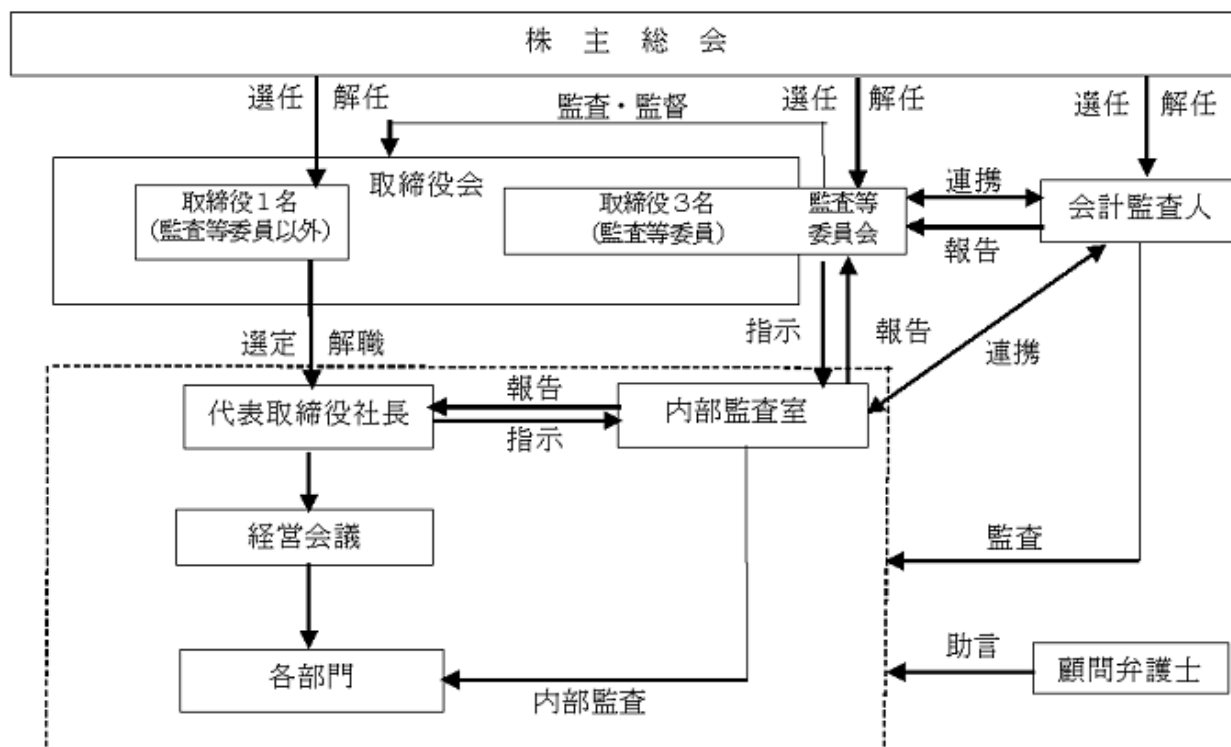 株 主 総 会
選任 解任
監査・監督
選任 解任
選任 解任
取締役会
取締役１名
(監査等委員以外)
取締役３名
(監査等委員)
監査等
委員会
連携
報告
会計監査人
選定 解職
指示
報告
連携
代表取締役社長
報告
指示
内部監査室
経営会議
監査
各部門
内部監査
助言
顧問弁護士